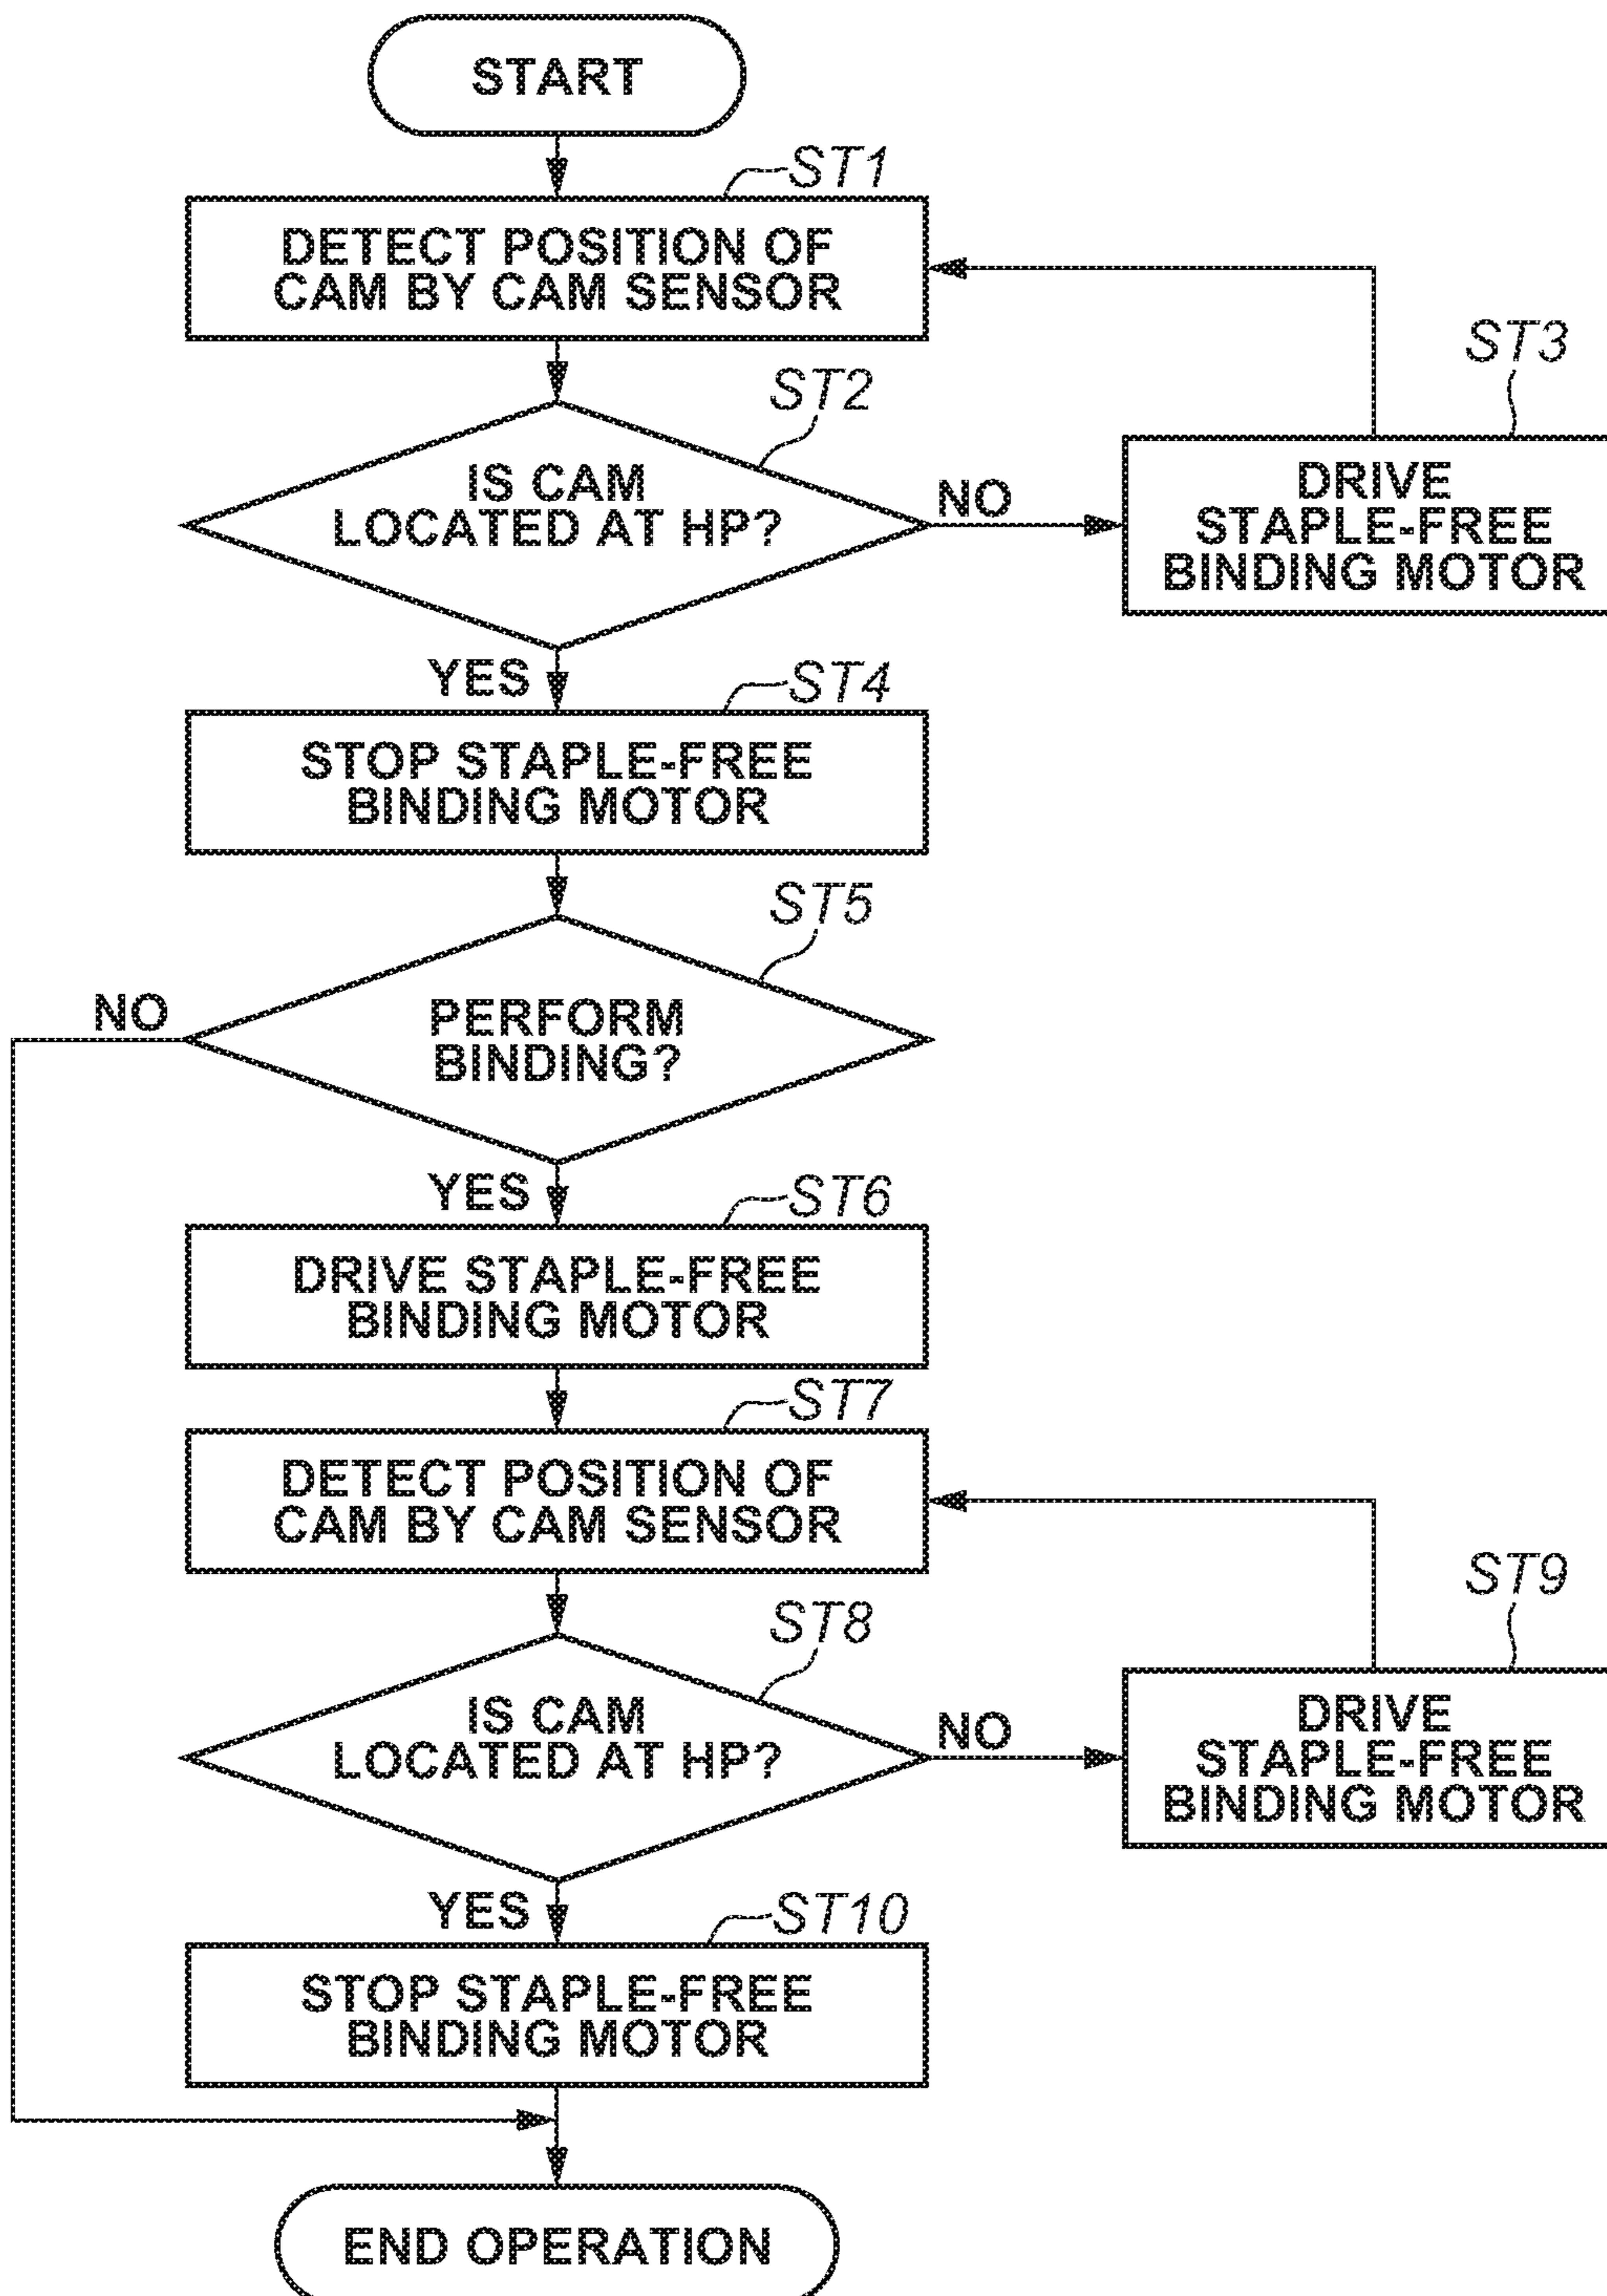 START
ST1
DETECT POSITION OF
CAM BY CAM SENSOR
ST2
IS CAM
LOCATED AT HP?
NO
ST3
DRIVE
STAPLE-FREE
BINDING MOTOR
YES
ST4
STOP STAPLE-FREE
BINDING MOTOR
ST5
PERFORM
BINDING?
NO
YES
ST6
DRIVE STAPLE-FREE
BINDING MOTOR
ST7
DETECT POSITION OF
CAM BY CAM SENSOR
ST8
IS CAM
LOCATED AT HP?
NO
ST9
DRIVE
STAPLE-FREE
BINDING MOTOR
YES
ST10
STOP STAPLE-FREE
BINDING MOTOR
END OPERATION